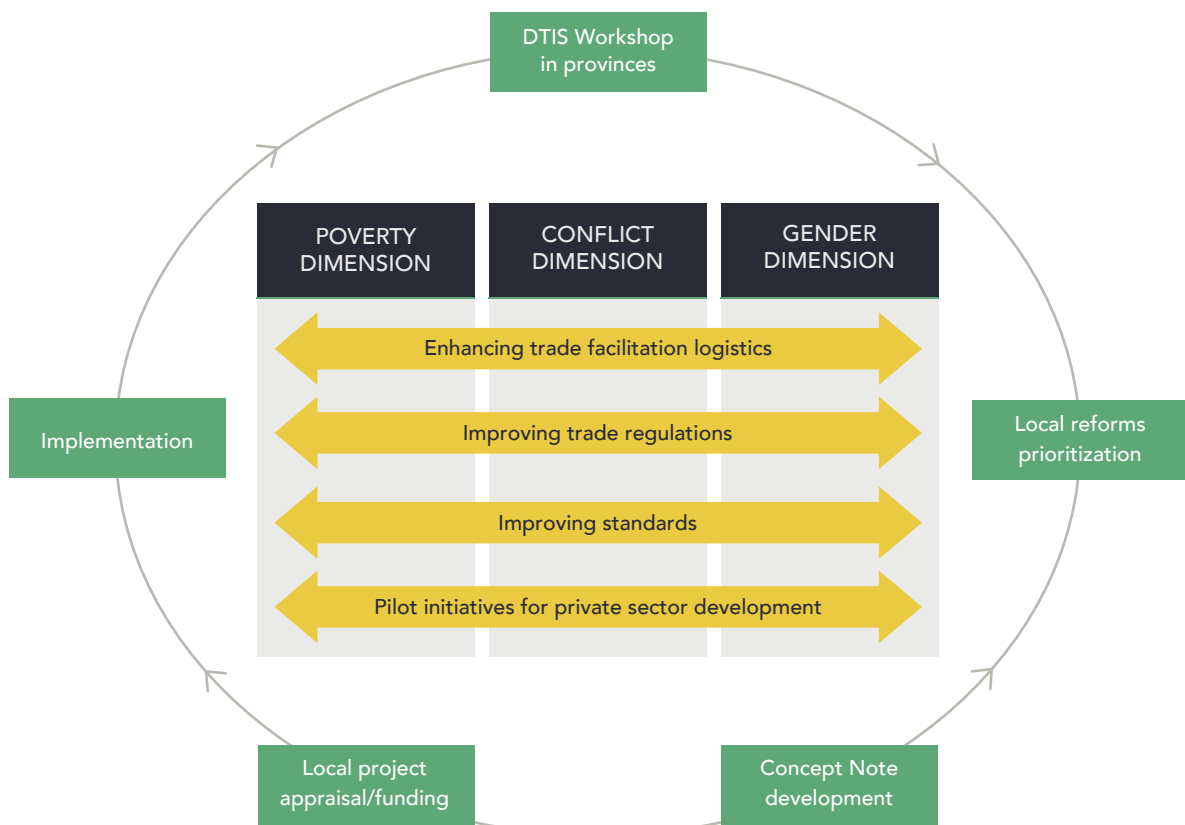 DTIS Workshop
in provinces
POVERTY
DIMENSION
CONFLICT
DIMENSION
GENDER
DIMENSION
Enhancing trade facilitation logistics
Improving trade regulations
Improving standards
Pilot initiatives for private sector development
Implementation
Local reforms
prioritization
Local project
appraisal/funding
Concept Note
development